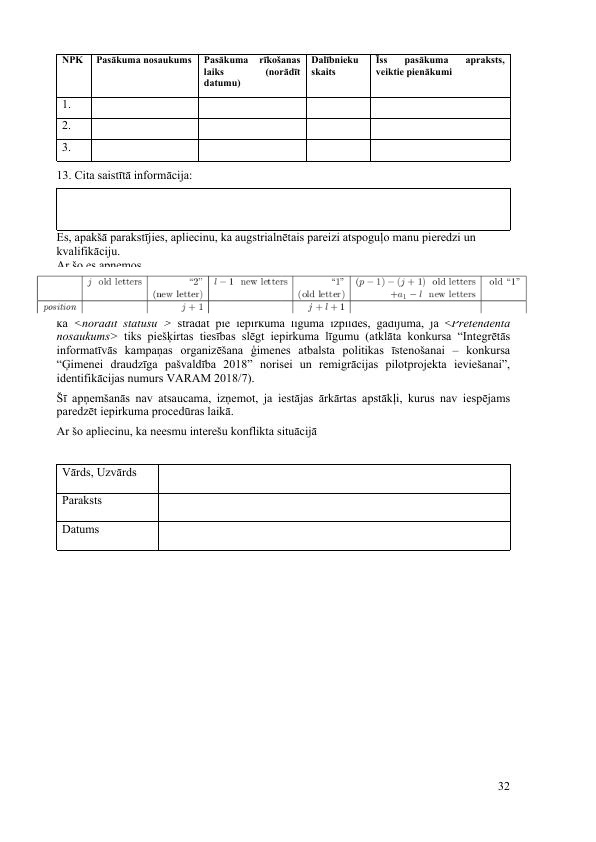 NPK Pasākuma nosaukums Pasākuma rīkošanas laiks (norādīt datumu) Dalībnieku skaits Īss pasākuma apraksts, veiktie pienākumi
1.
2.
3.
13. Cita saistītā informācija:
Es, apakšā parakstījies, apliecinu, ka augstrialnētais pareizi atspoguļo manu pieredzi un
kvalifikāciju.
Ar šo es apņemos
j old letters “2” (new letter) l − 1 new letters “1” (old letter) (p − 1) − (j + 1) old letters +a₁ − l new letters old “1”
position j + 1 j + l + 1
ka <norādīt statusu > strādāt pie iepirkuma līguma izpildes, gadījumā, ja <Pretendenta
nosaukums> tiks piešķirtas tiesības slēgt iepirkuma līgumu (atklāta konkursa “Integrētās
informatīvās kampaņas organizēšana ģimenes atbalsta politikas īstenošanai – konkursa
“Ģimenei draudzīga pašvaldība 2018” norisei un remigrācijas pilotprojekta ieviešanai”,
identifikācijas numurs VARAM 2018/7).
Šī apņemšanās nav atsaucama, izņemot, ja iestājas ārkārtas apstākļi, kurus nav iespējams
paredzēt iepirkuma procedūras laikā.
Ar šo apliecinu, ka neesmu interešu konflikta situācijā
Vārds, Uzvārds
Paraksts
Datums
32